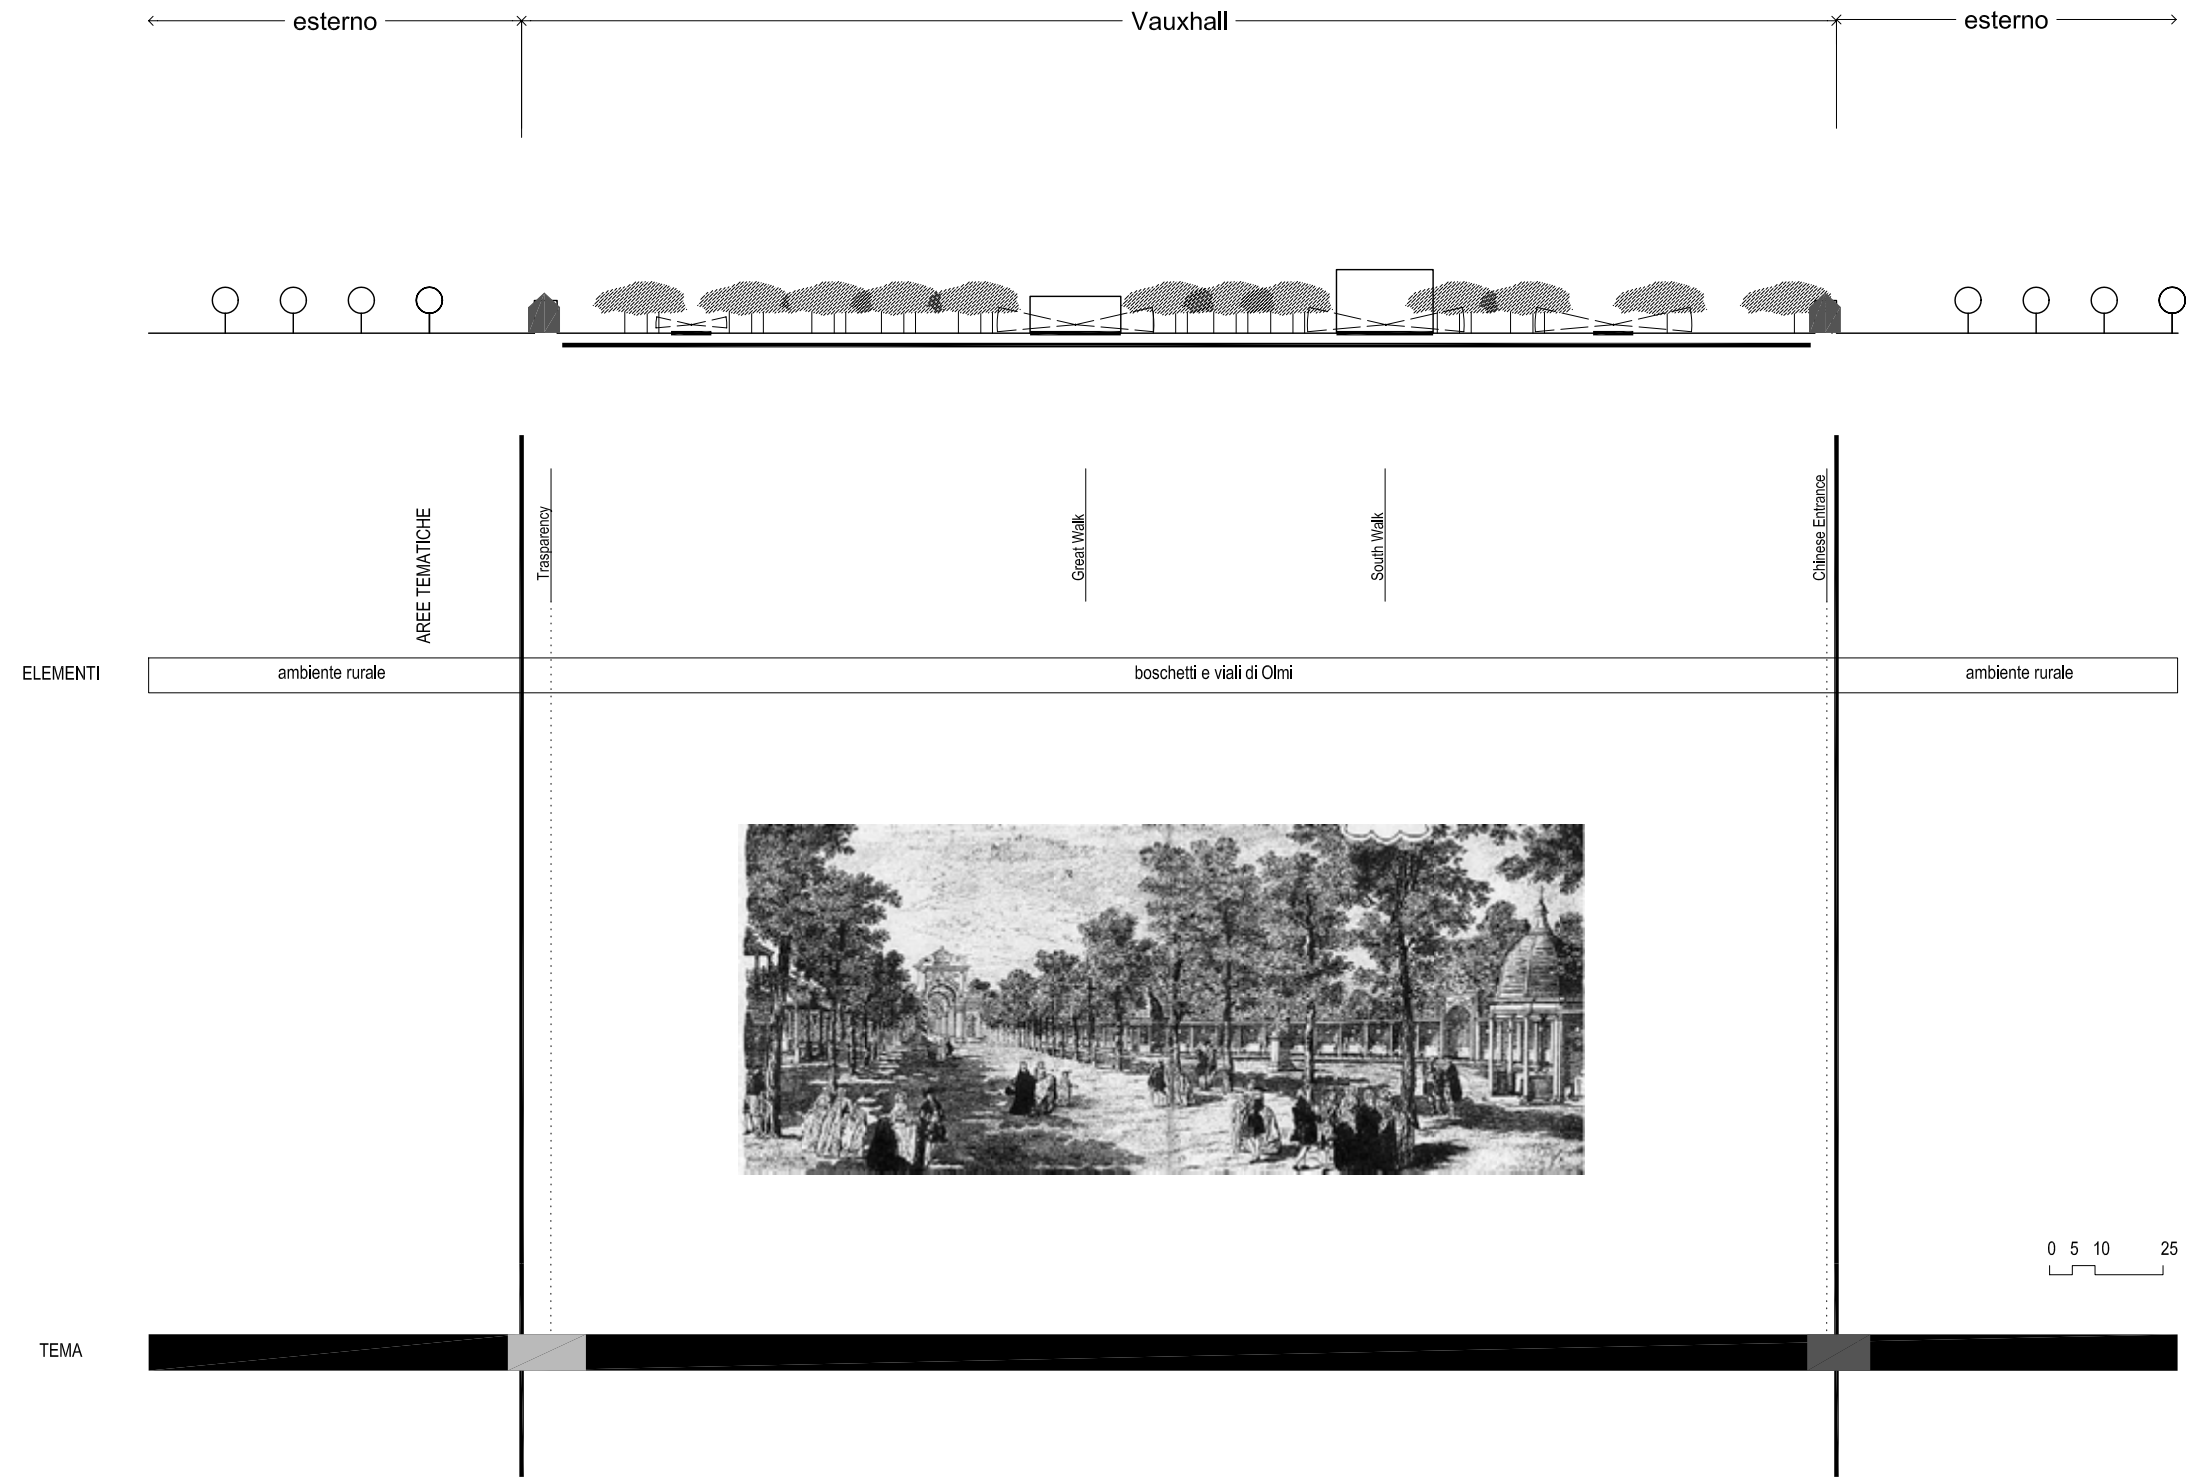 esterno
Vauxhall
esterno
AREE TEMATICHE
Trasparency
Great Walk
South Walk
Chinese Entrance
ELEMENTI
ambiente rurale
boschetti e viali di Olmi
ambiente rurale
0 5 10 25
TEMA